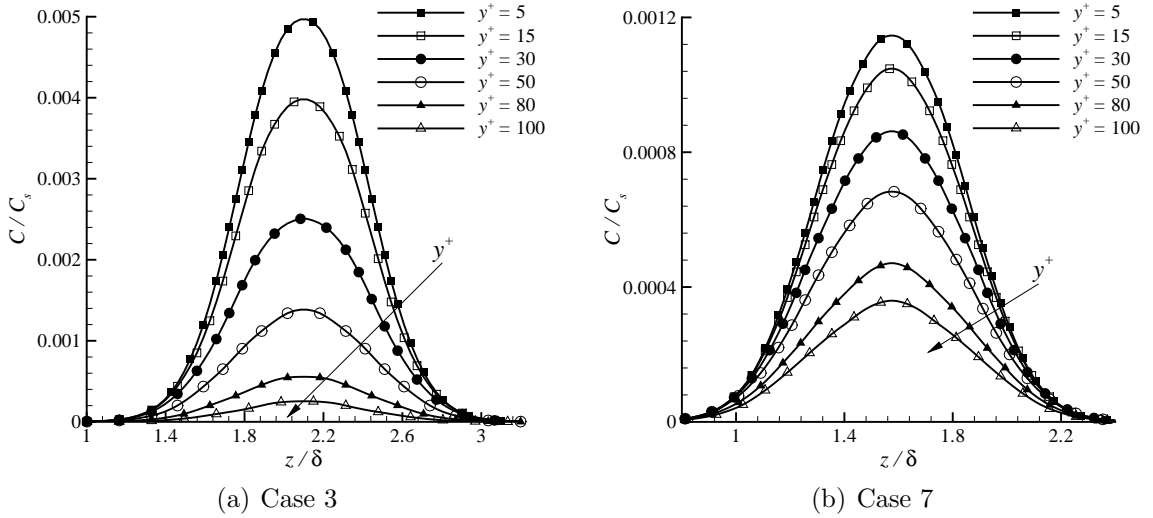 0.005
0.004
0.003
0.002
0.001
0
C / C_s
1
1.4
1.8
2.2
2.6
3
z / δ
y⁺ = 5
y⁺ = 15
y⁺ = 30
y⁺ = 50
y⁺ = 80
y⁺ = 100
y⁺
(a) Case 3
0.0012
0.0008
0.0004
0
C / C_s
1
1.4
1.8
2.2
z / δ
y⁺ = 5
y⁺ = 15
y⁺ = 30
y⁺ = 50
y⁺ = 80
y⁺ = 100
y⁺
(b) Case 7